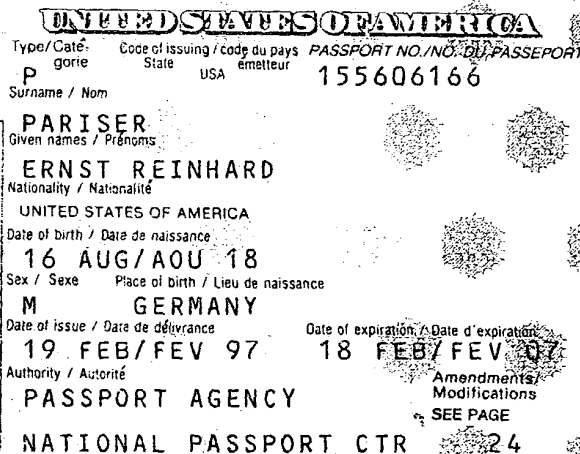 UNITED STATES OF AMERICA
Type/Caté- Code of issuing / code du pays PASSPORT NO./NO. DU PASSEPORT
gorie State USA émetteur
P 155606166
Surname / Nom
PARISER
Given names / Prénoms
ERNST REINHARD
Nationality / Nationalité
UNITED STATES OF AMERICA
Date of birth / Date de naissance
16 AUG/AOU 18
Sex / Sexe Place of birth / Lieu de naissance
M GERMANY
Date of issue / Date de délivrance Date of expiration / Date d'expiration
19 FEB/FEV 97 18 FEB/FEV 07
Authority / Autorité Amendments/
Modifications
PASSPORT AGENCY SEE PAGE
NATIONAL PASSPORT CTR 24